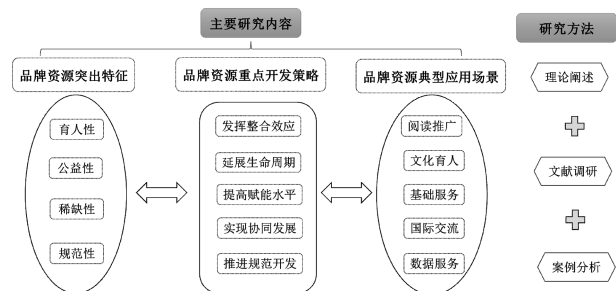 主要研究内容
研究方法
品牌资源突出特征
品牌资源重点开发策略
品牌资源典型应用场景
育人性
公益性
稀缺性
规范性
发挥整合效应
延展生命周期
提高赋能水平
实现协同发展
推进规范开发
阅读推广
文化育人
基础服务
国际交流
数据服务
理论阐述
文献调研
案例分析